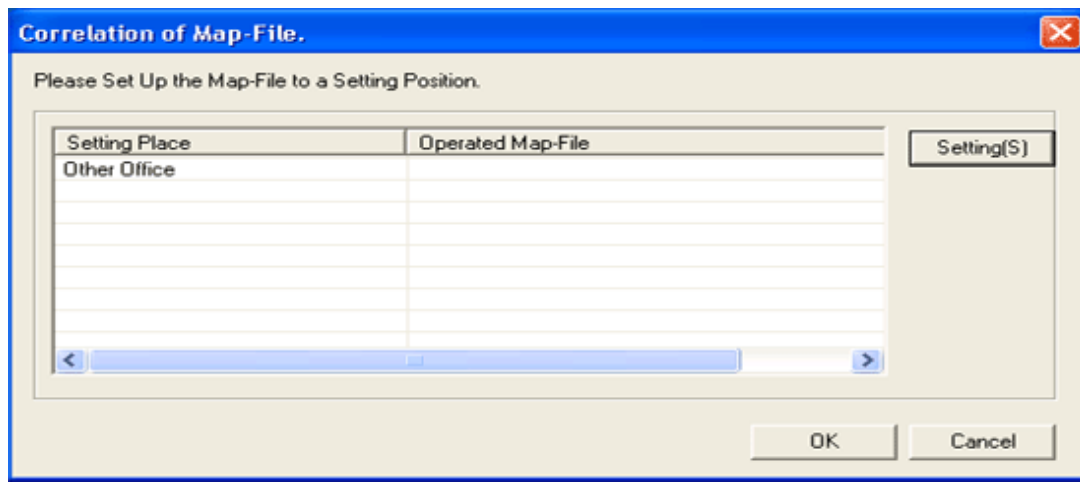 Correlation of Map-File.
Please Set Up the Map-File to a Setting Position.
Setting Place Operated Map-File
Setting(S)
Other Office
OK Cancel